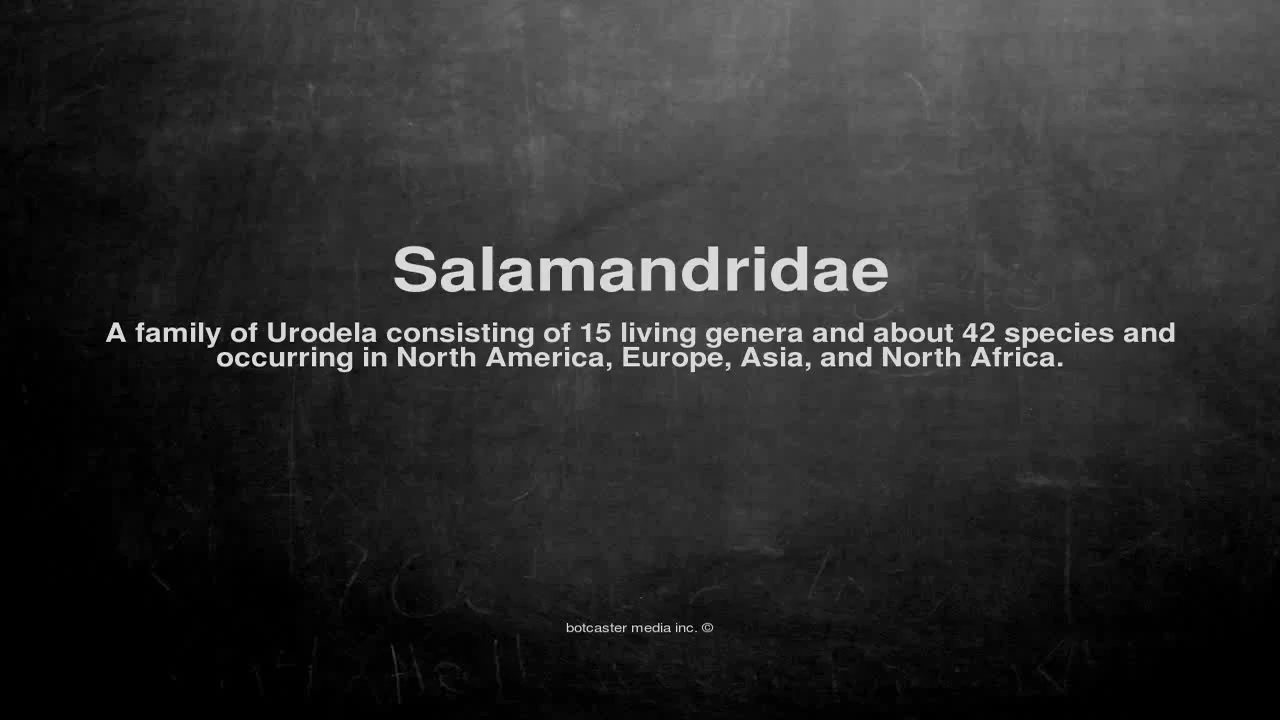 Salamandridae
A family of Urodela consisting of 15 living genera and about 42 species and
occurring in North America, Europe, Asia, and North Africa.
botcaster media inc. ©